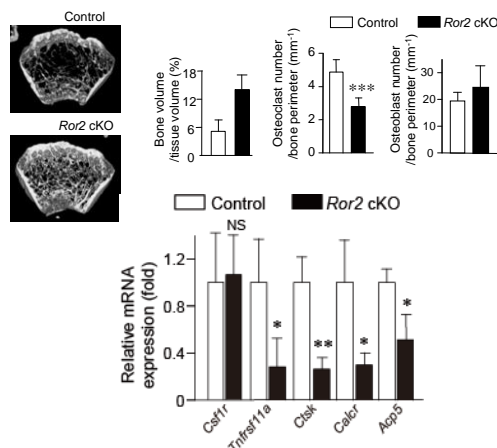 Control
Ror2 cKO
Bone volume
/tissue volume (%)
18
12
6
0
Control
Ror2 cKO
Osteoclast number
/bone perimeter (mm-1)
6
4
2
0
***
Osteoblast number
/bone perimeter (mm-1)
30
20
10
0
Control
Ror2 cKO
Relative mRNA
expression (fold)
1.2
0.8
0.4
0
NS
*
**
*
*
Csf1r
Tnfrsf11a
Ctsk
Calcr
Acp5